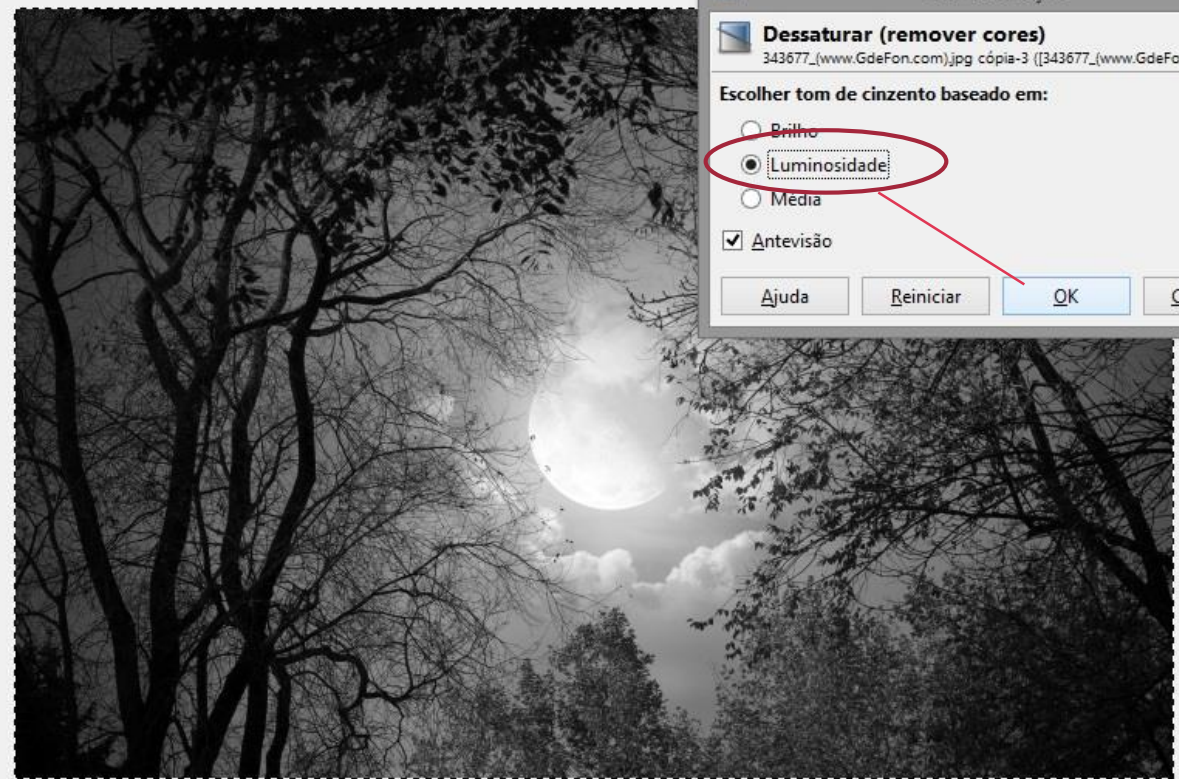 Dessaturar (remover cores)
343677_(www.GdeFon.com).jpg cópia-3 ([343677_(www.GdeFo
Escolher tom de cinzento baseado em:
Brilho
Luminosidade
Média
Antevisão
Ajuda
Reiniciar
OK